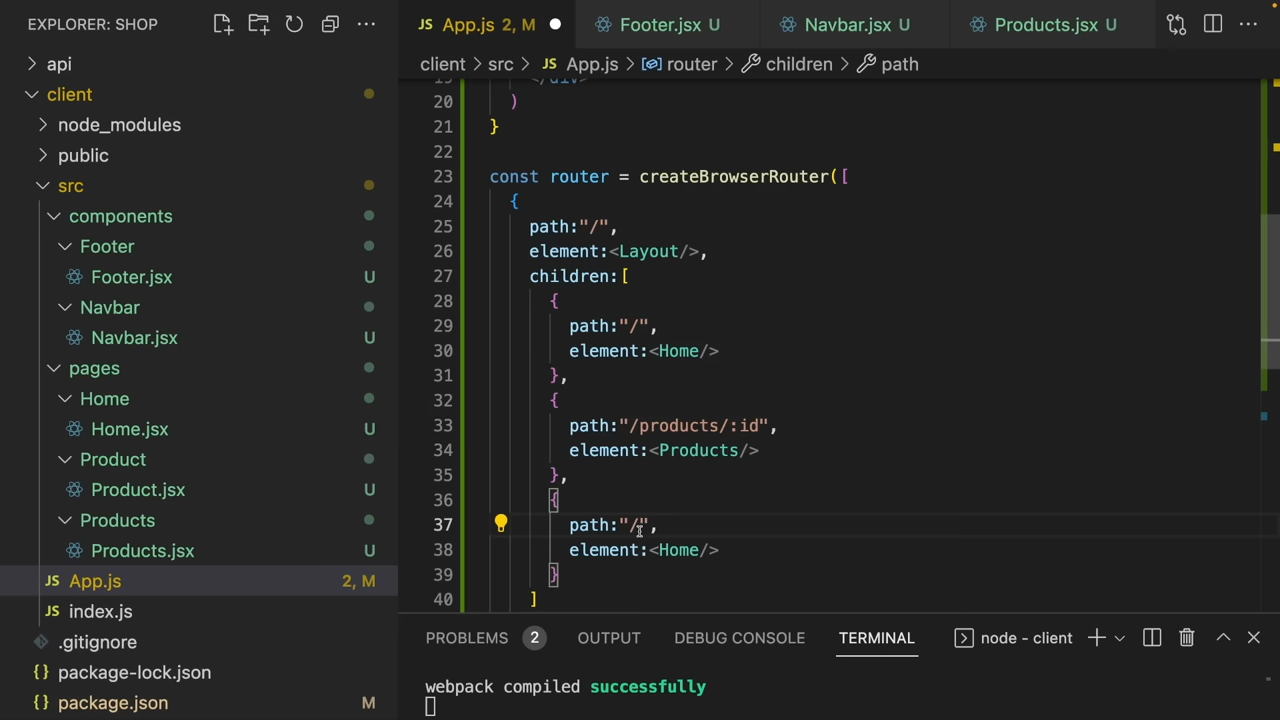 EXPLORER: SHOP
api
client
node_modules
public
src
components
Footer
Footer.jsx U
Navbar
Navbar.jsx U
pages
Home
Home.jsx U
Product
Product.jsx U
Products
Products.jsx U
JS App.js 2, M
JS index.js
.gitignore
{} package-lock.json
{} package.json M
JS App.js 2, M
Footer.jsx U
Navbar.jsx U
Products.jsx U
client > src > JS App.js > router > children > path
20 )
21 }
22
23 const router = createBrowserRouter([
24 {
25 path:"/",
26 element:<Layout/>,
27 children:[
28 {
29 path:"/",
30 element:<Home/>
31 },
32 {
33 path:"/products/:id",
34 element:<Products/>
35 },
36 {
37 path:"/",
38 element:<Home/>
39 }
40 ]
PROBLEMS 2 OUTPUT DEBUG CONSOLE TERMINAL node - client
webpack compiled successfully